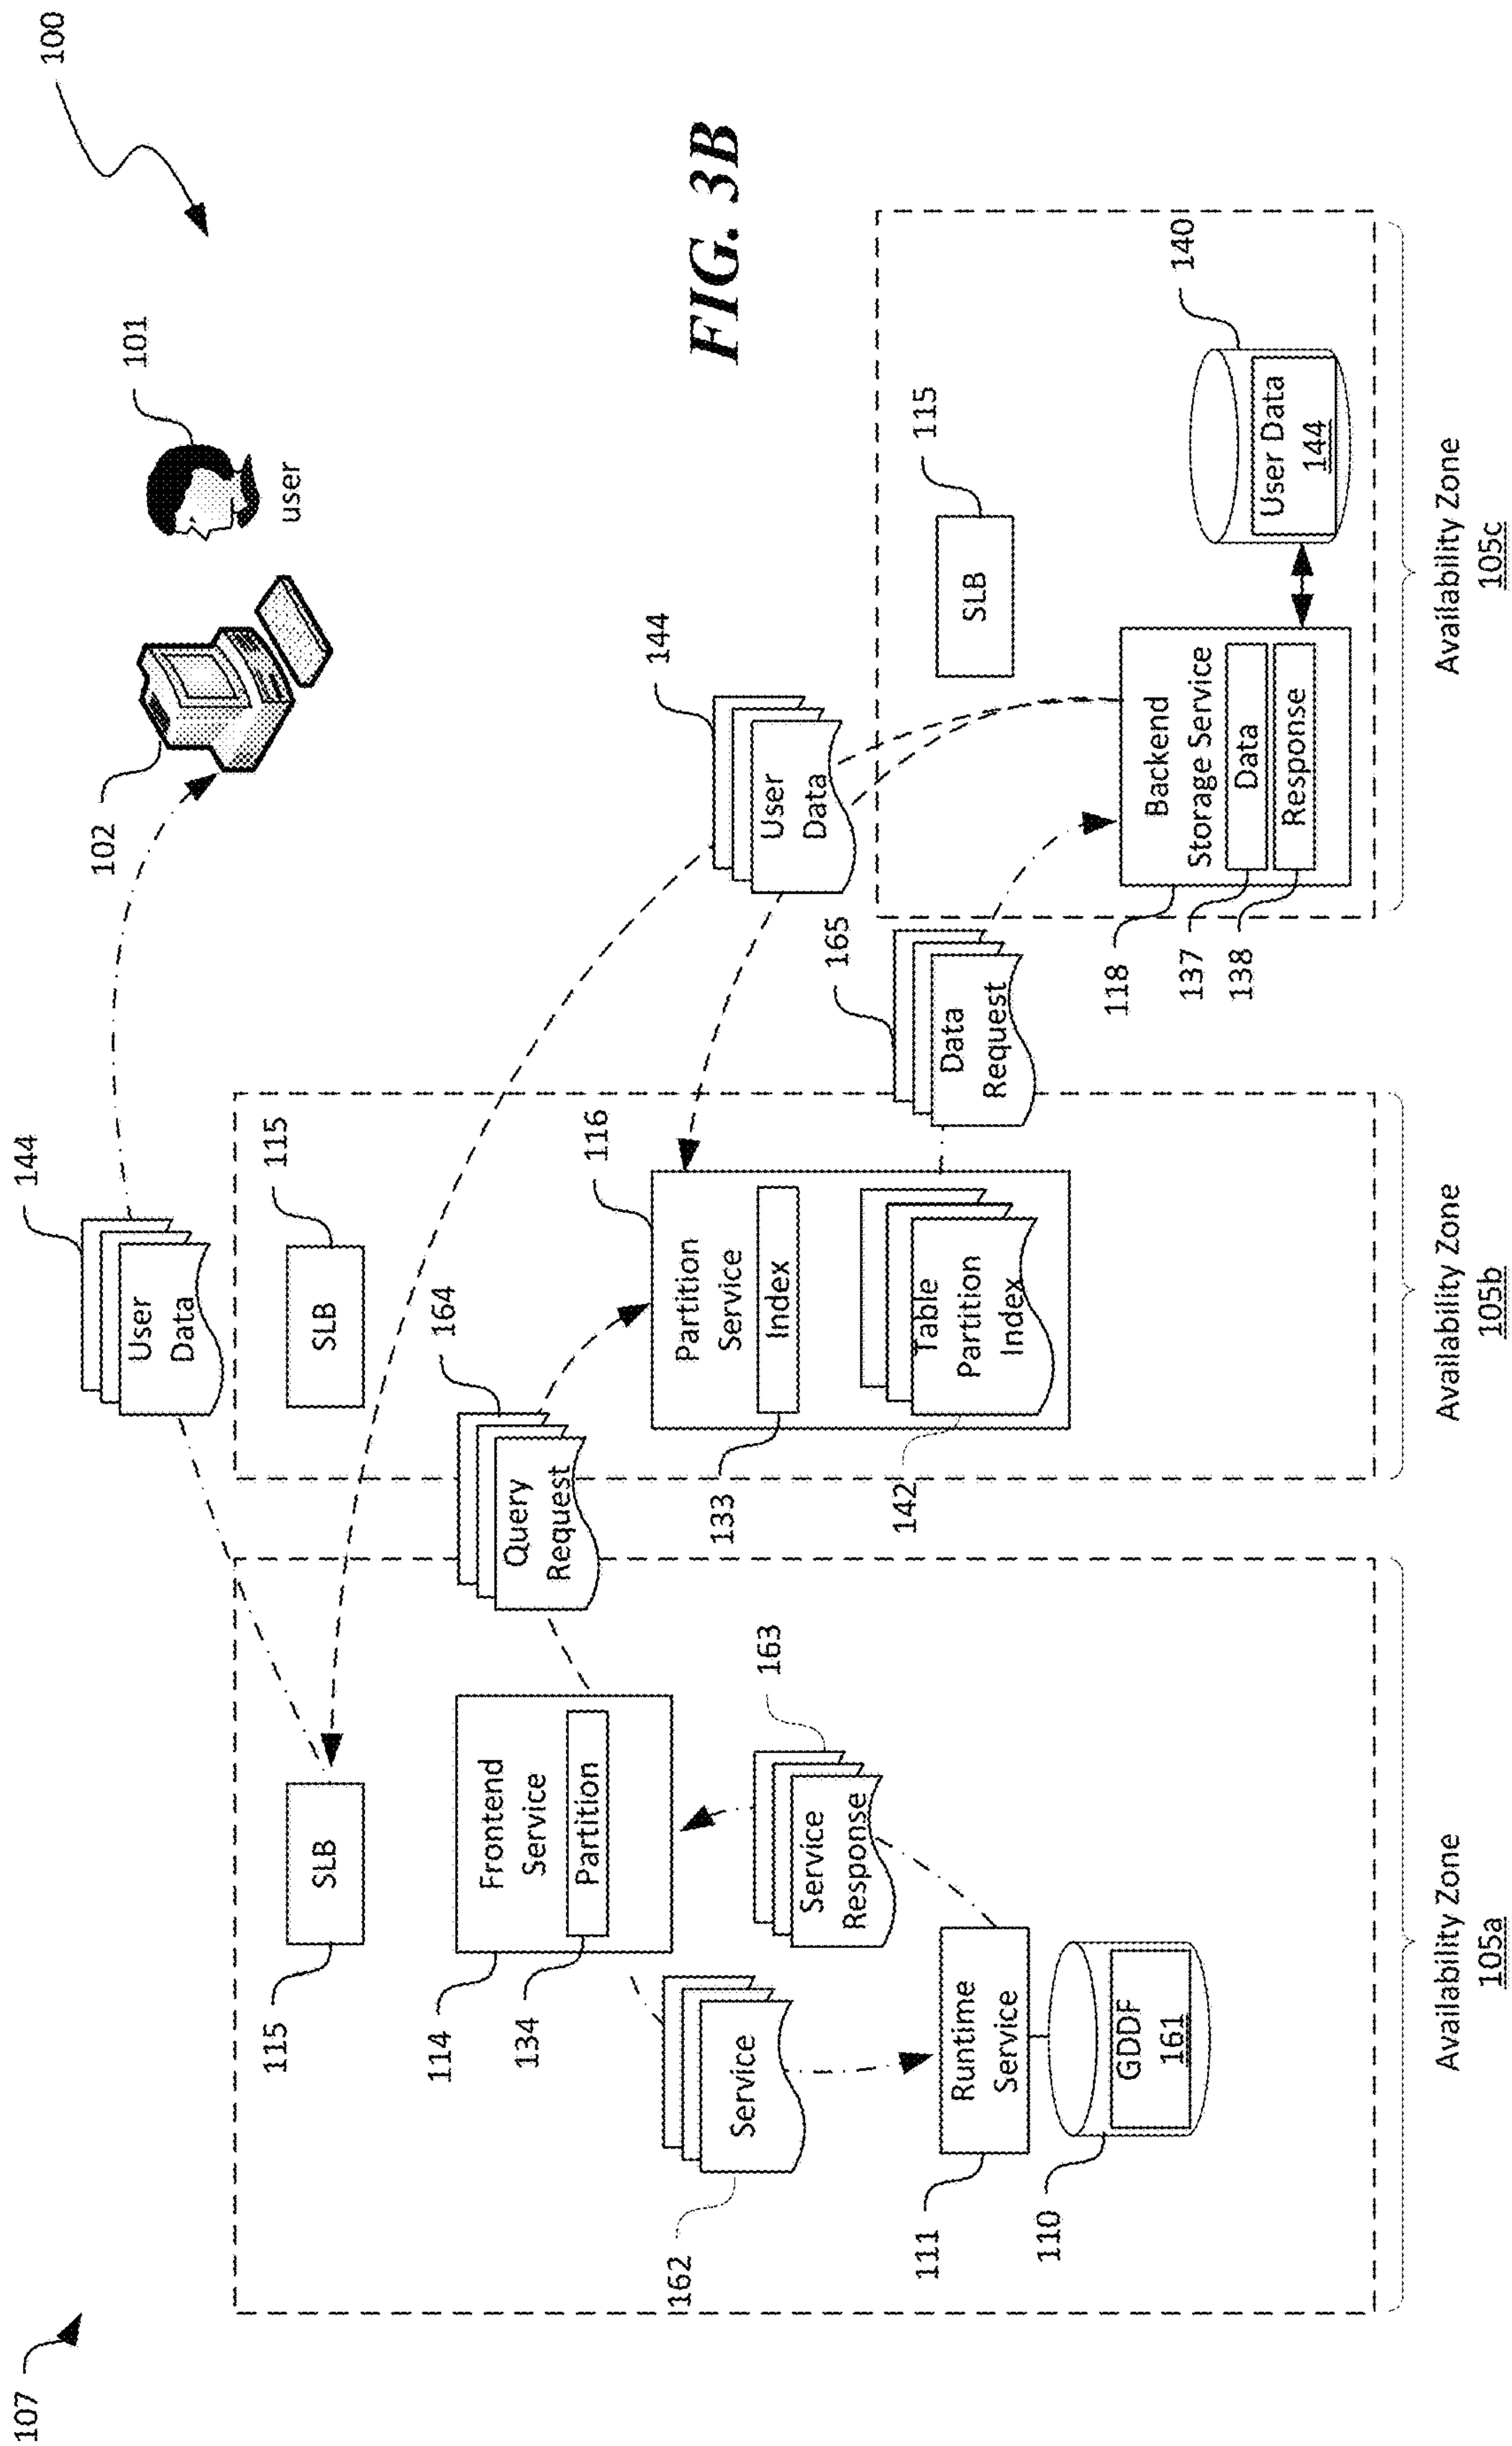 107
100
144
User
Data
102
101
user
FIG. 3B
115
SLB
114
Frontend
Service
Partition
134
162
Service
163
Service
Response
111
Runtime
Service
110
GDDF
161
Availability Zone
105a
164
Query
Request
115
SLB
116
Partition
Service
Index
133
Table
Partition
Index
142
Availability Zone
105b
144
User
Data
165
Data
Request
115
SLB
118
Backend
Storage Service
Data
137
Response
138
140
User Data
144
Availability Zone
105c